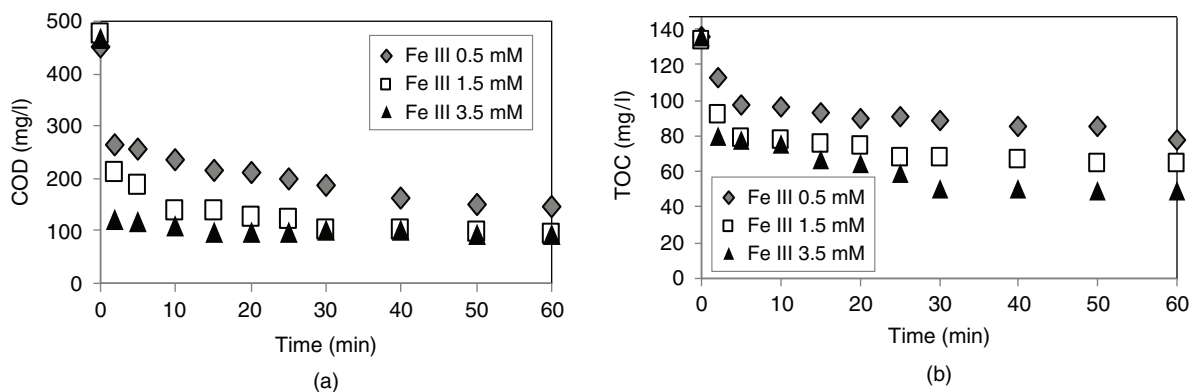 500
400
300
200
100
0
COD (mg/l)
Fe III 0.5 mM
Fe III 1.5 mM
Fe III 3.5 mM
0 10 20 30 40 50 60
Time (min)
(a)
140
120
100
80
60
40
20
0
TOC (mg/l)
Fe III 0.5 mM
Fe III 1.5 mM
Fe III 3.5 mM
0 10 20 30 40 50 60
Time (min)
(b)